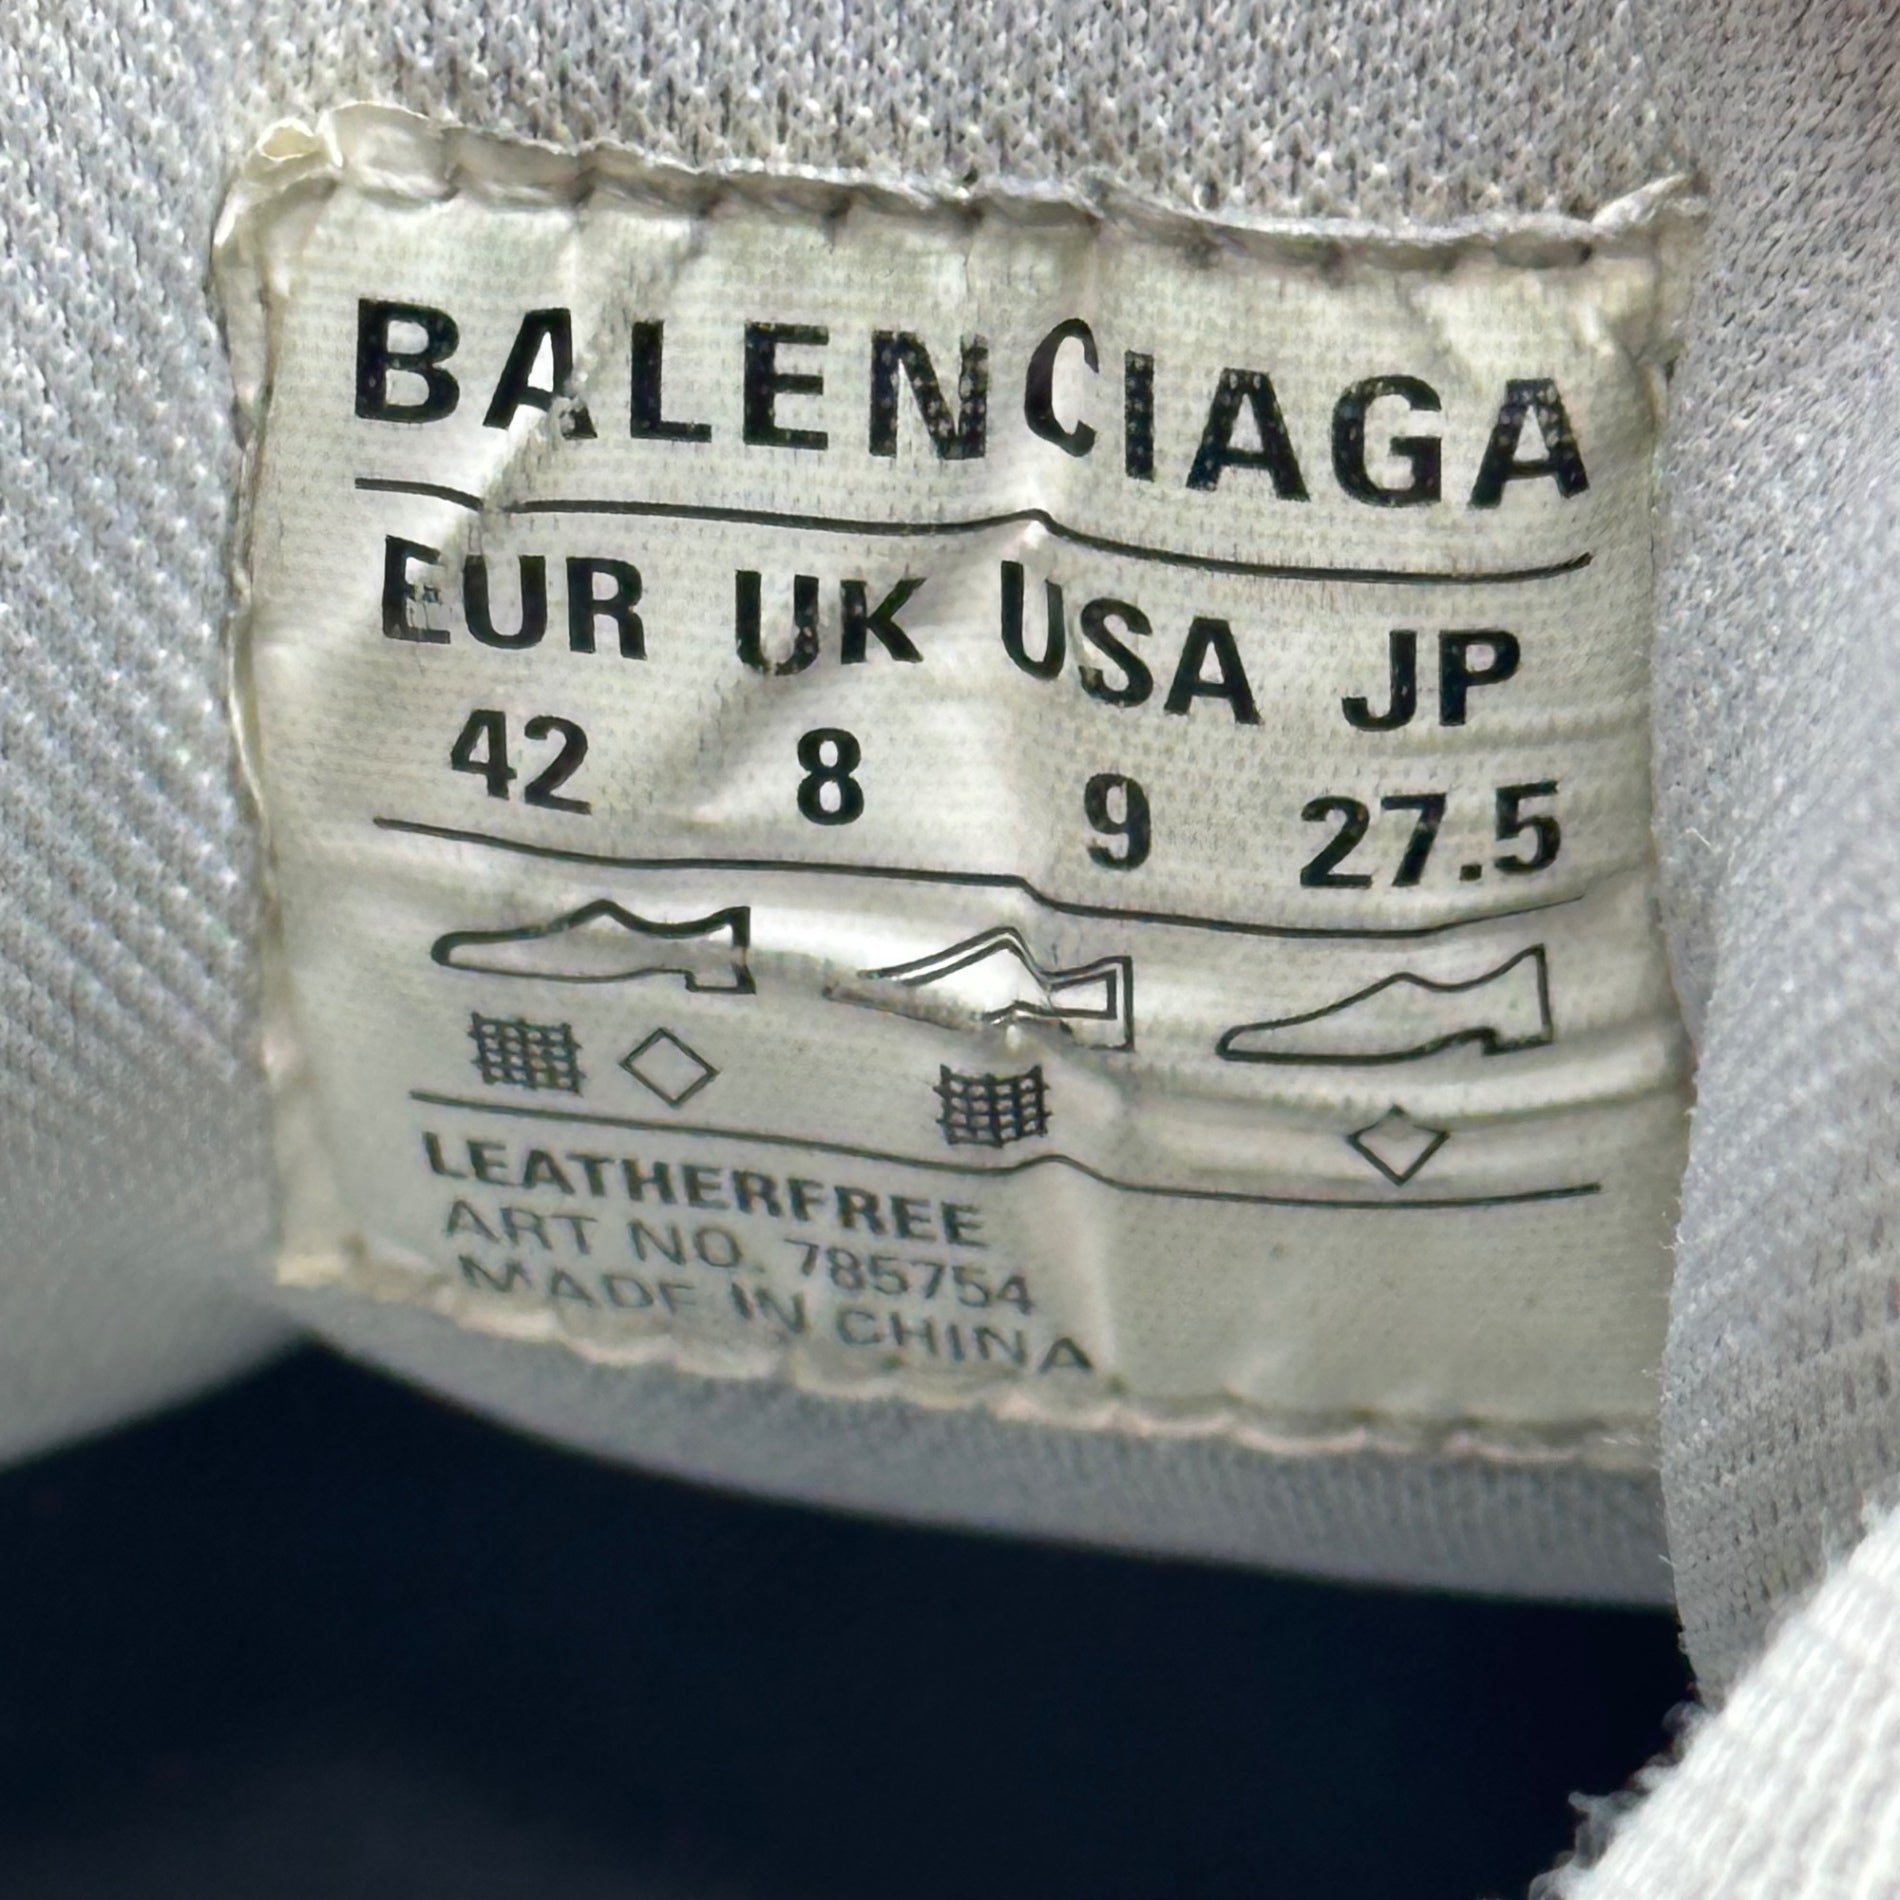 BALENCIAGA
EUR UK USA JP
42 8 9 27.5
LEATHERFREE
ART NO. 785754
MADE IN CHINA